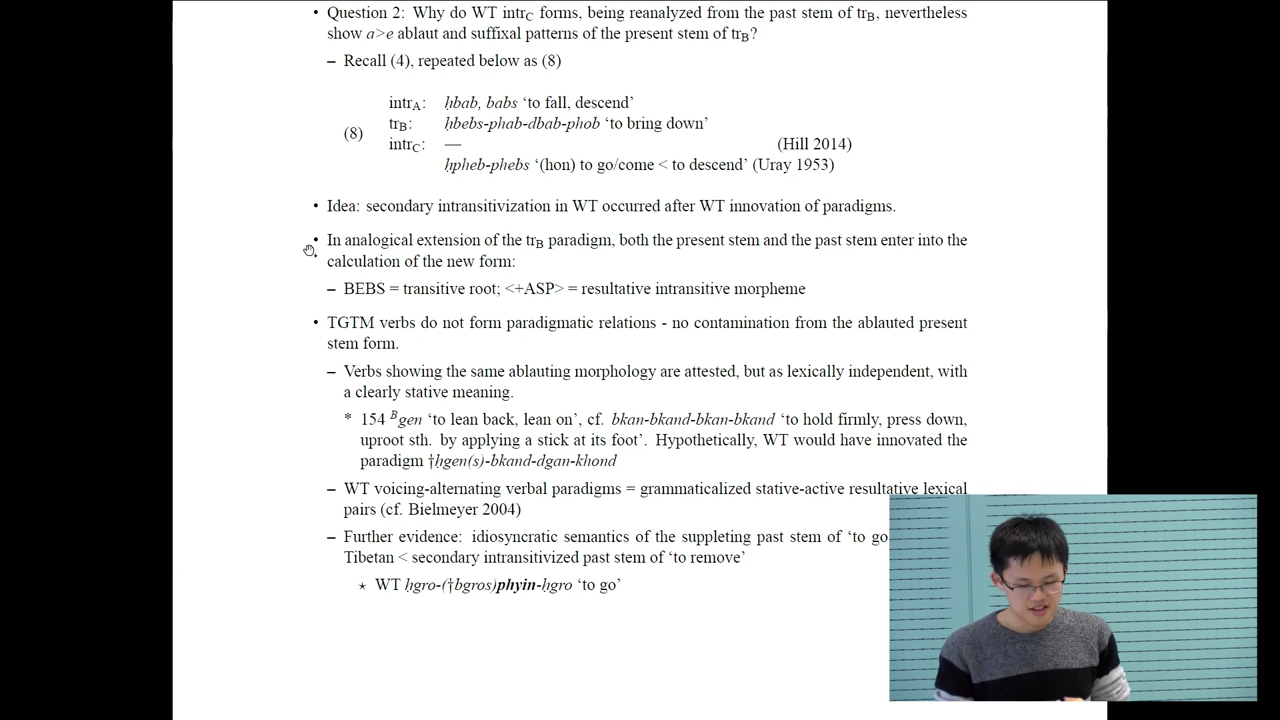 • Question 2: Why do WT intrC forms, being reanalyzed from the past stem of trB, nevertheless
show a>e ablaut and suffixal patterns of the present stem of trB?
– Recall (4), repeated below as (8)
intrA: ḥbab, babs ‘to fall, descend’
trB: ḥbebs-phab-dbab-phob ‘to bring down’
(8)
intrC: — (Hill 2014)
ḥpheb-phebs ‘(hon) to go/come < to descend’ (Uray 1953)
• Idea: secondary intransitivization in WT occurred after WT innovation of paradigms.
• In analogical extension of the trB paradigm, both the present stem and the past stem enter into the
calculation of the new form:
– BEBS = transitive root; <+ASP> = resultative intransitive morpheme
• TGTM verbs do not form paradigmatic relations - no contamination from the ablauted present
stem form.
– Verbs showing the same ablauting morphology are attested, but as lexically independent, with
a clearly stative meaning.
* 154 ᴮgen ‘to lean back, lean on’, cf. bkan-bkand-bkan-bkand ‘to hold firmly, press down,
uproot sth. by applying a stick at its foot’. Hypothetically, WT would have innovated the
paradigm †ḥgen(s)-bkand-dgan-khond
– WT voicing-alternating verbal paradigms = grammaticalized stative-active resultative lexical
pairs (cf. Bielmeyer 2004)
– Further evidence: idiosyncratic semantics of the suppleting past stem of ‘to go
Tibetan < secondary intransitivized past stem of ‘to remove’
⋆ WT ḥgro-(†bgros)phyin-ḥgro ‘to go’